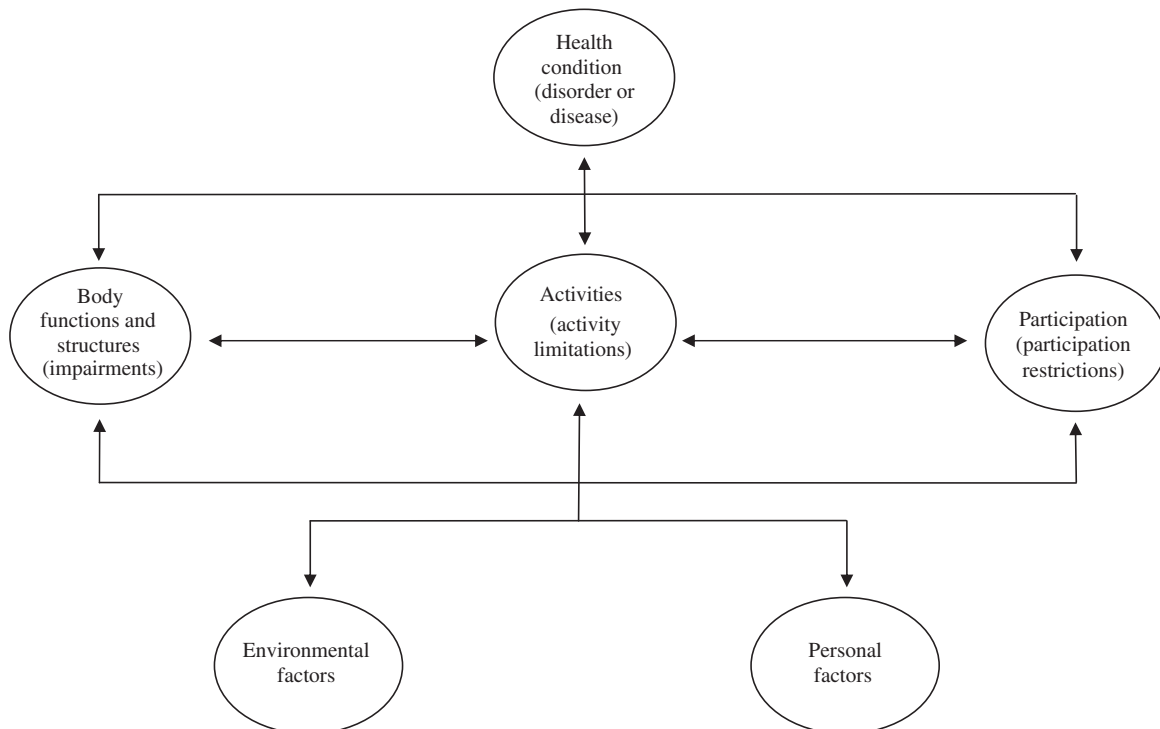 Health
condition
(disorder or
disease)
Body
functions and
structures
(impairments)
Activities
(activity
limitations)
Participation
(participation
restrictions)
Environmental
factors
Personal
factors